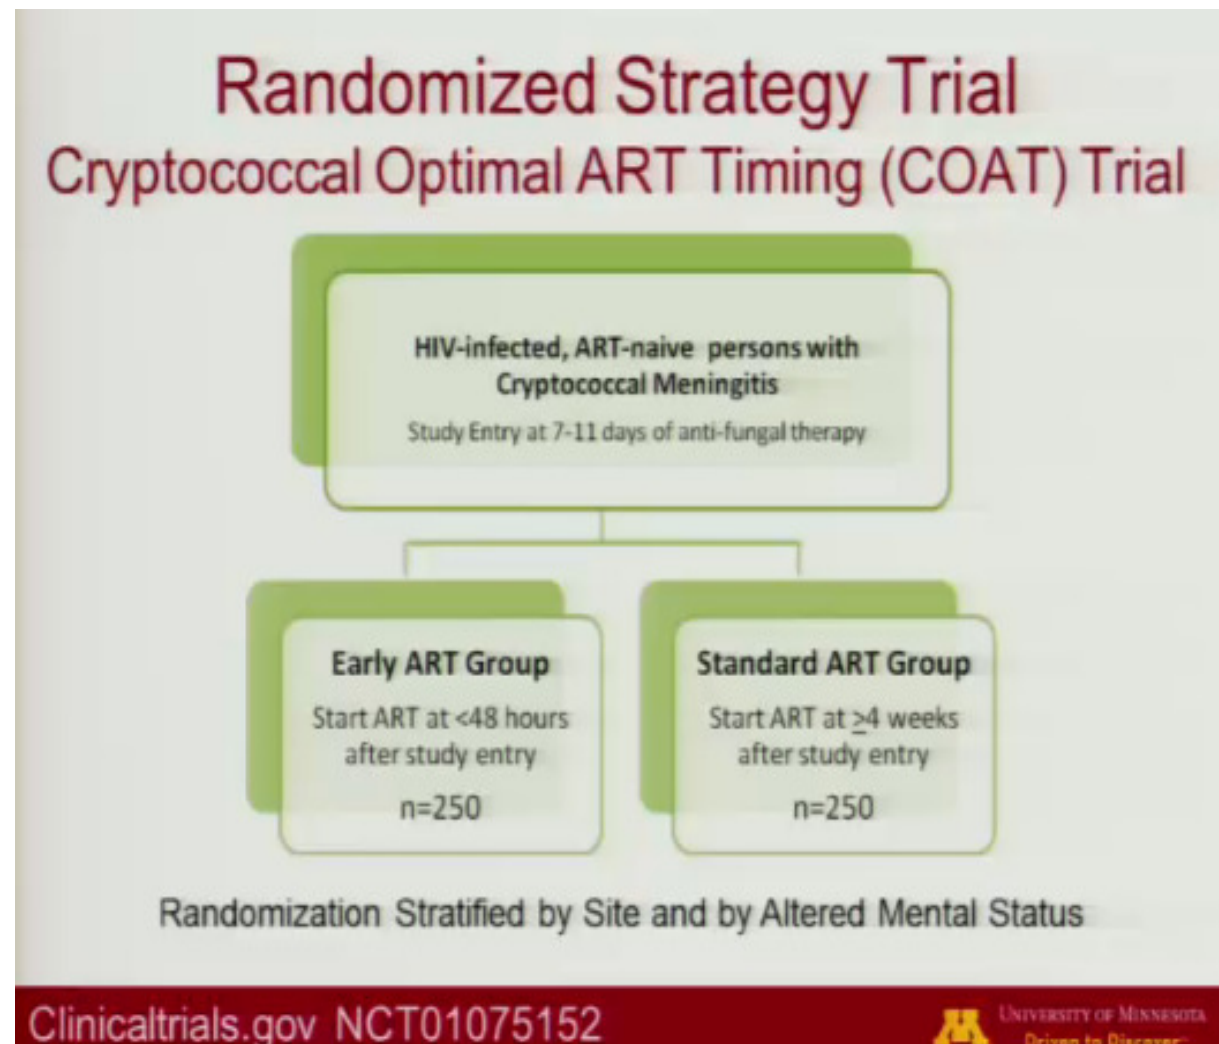 Randomized Strategy Trial
Cryptococcal Optimal ART Timing (COAT) Trial
HIV-infected, ART-naive persons with
Cryptococcal Meningitis
Study Entry at 7-11 days of anti-fungal therapy
Early ART Group
Start ART at <48 hours
after study entry
n=250
Standard ART Group
Start ART at ≥4 weeks
after study entry
n=250
Randomization Stratified by Site and by Altered Mental Status
Clinicaltrials.gov NCT01075152
UNIVERSITY OF MINNESOTA
Driven to Discover